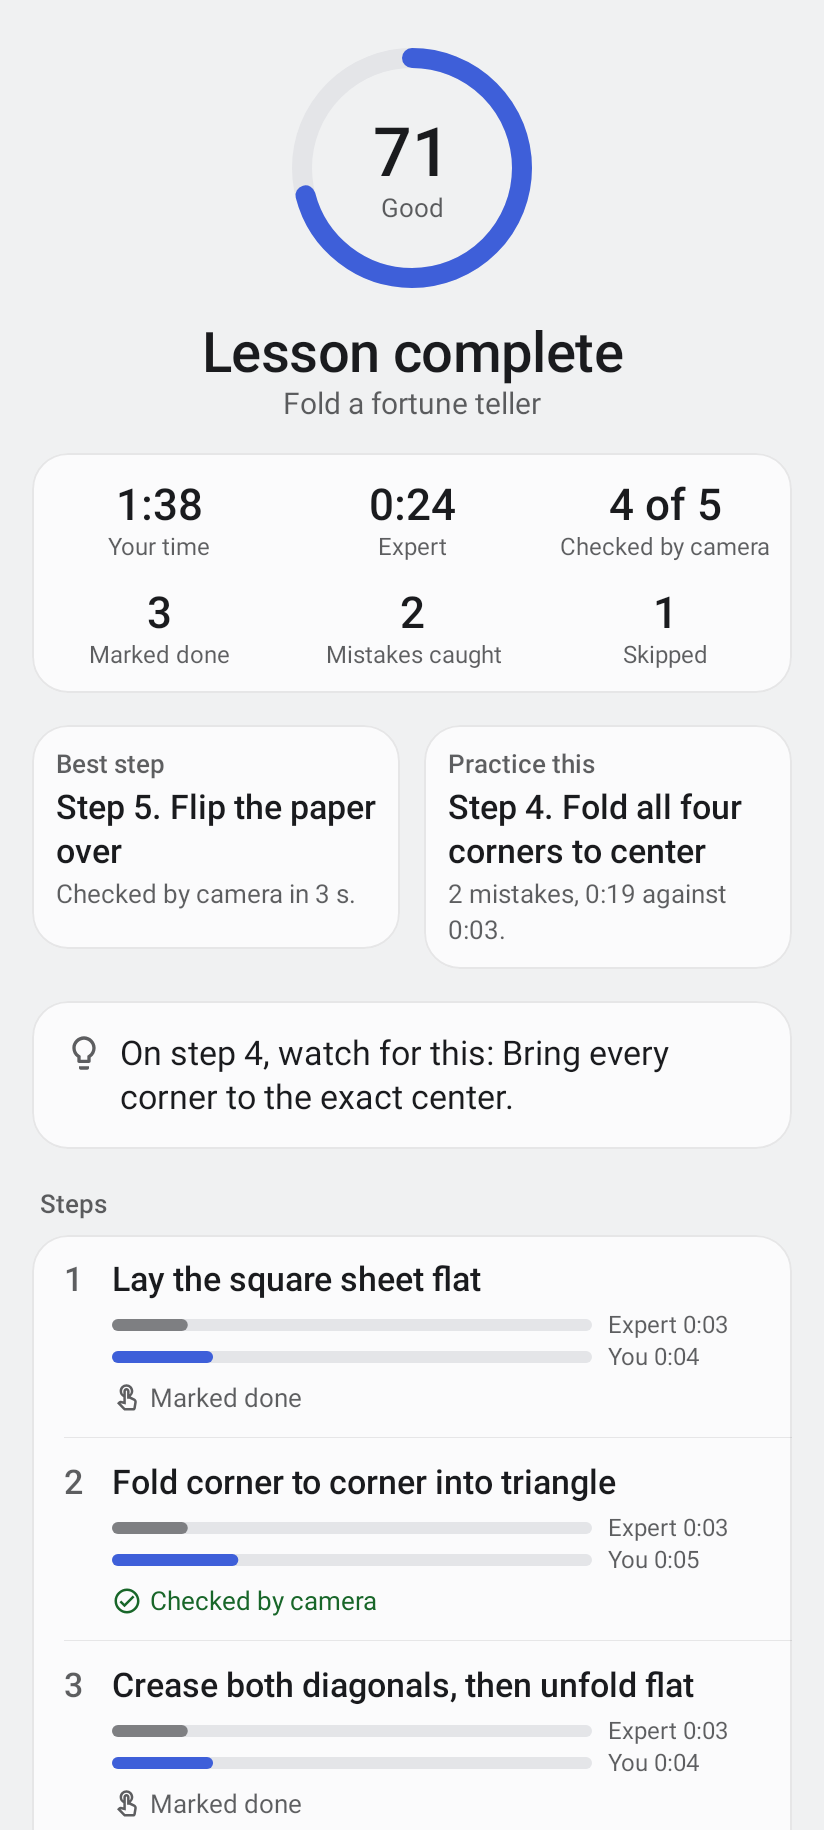 71
Good
Lesson complete
Fold a fortune teller
1:38
Your time
0:24
Expert
4 of 5
Checked by camera
3
Marked done
2
Mistakes caught
1
Skipped
Best step
Step 5. Flip the paper
over
Checked by camera in 3 s.
Practice this
Step 4. Fold all four
corners to center
2 mistakes, 0:19 against
0:03.
On step 4, watch for this: Bring every
corner to the exact center.
Steps
1 Lay the square sheet flat
Expert 0:03
You 0:04
Marked done
2 Fold corner to corner into triangle
Expert 0:03
You 0:05
Checked by camera
3 Crease both diagonals, then unfold flat
Expert 0:03
You 0:04
Marked done